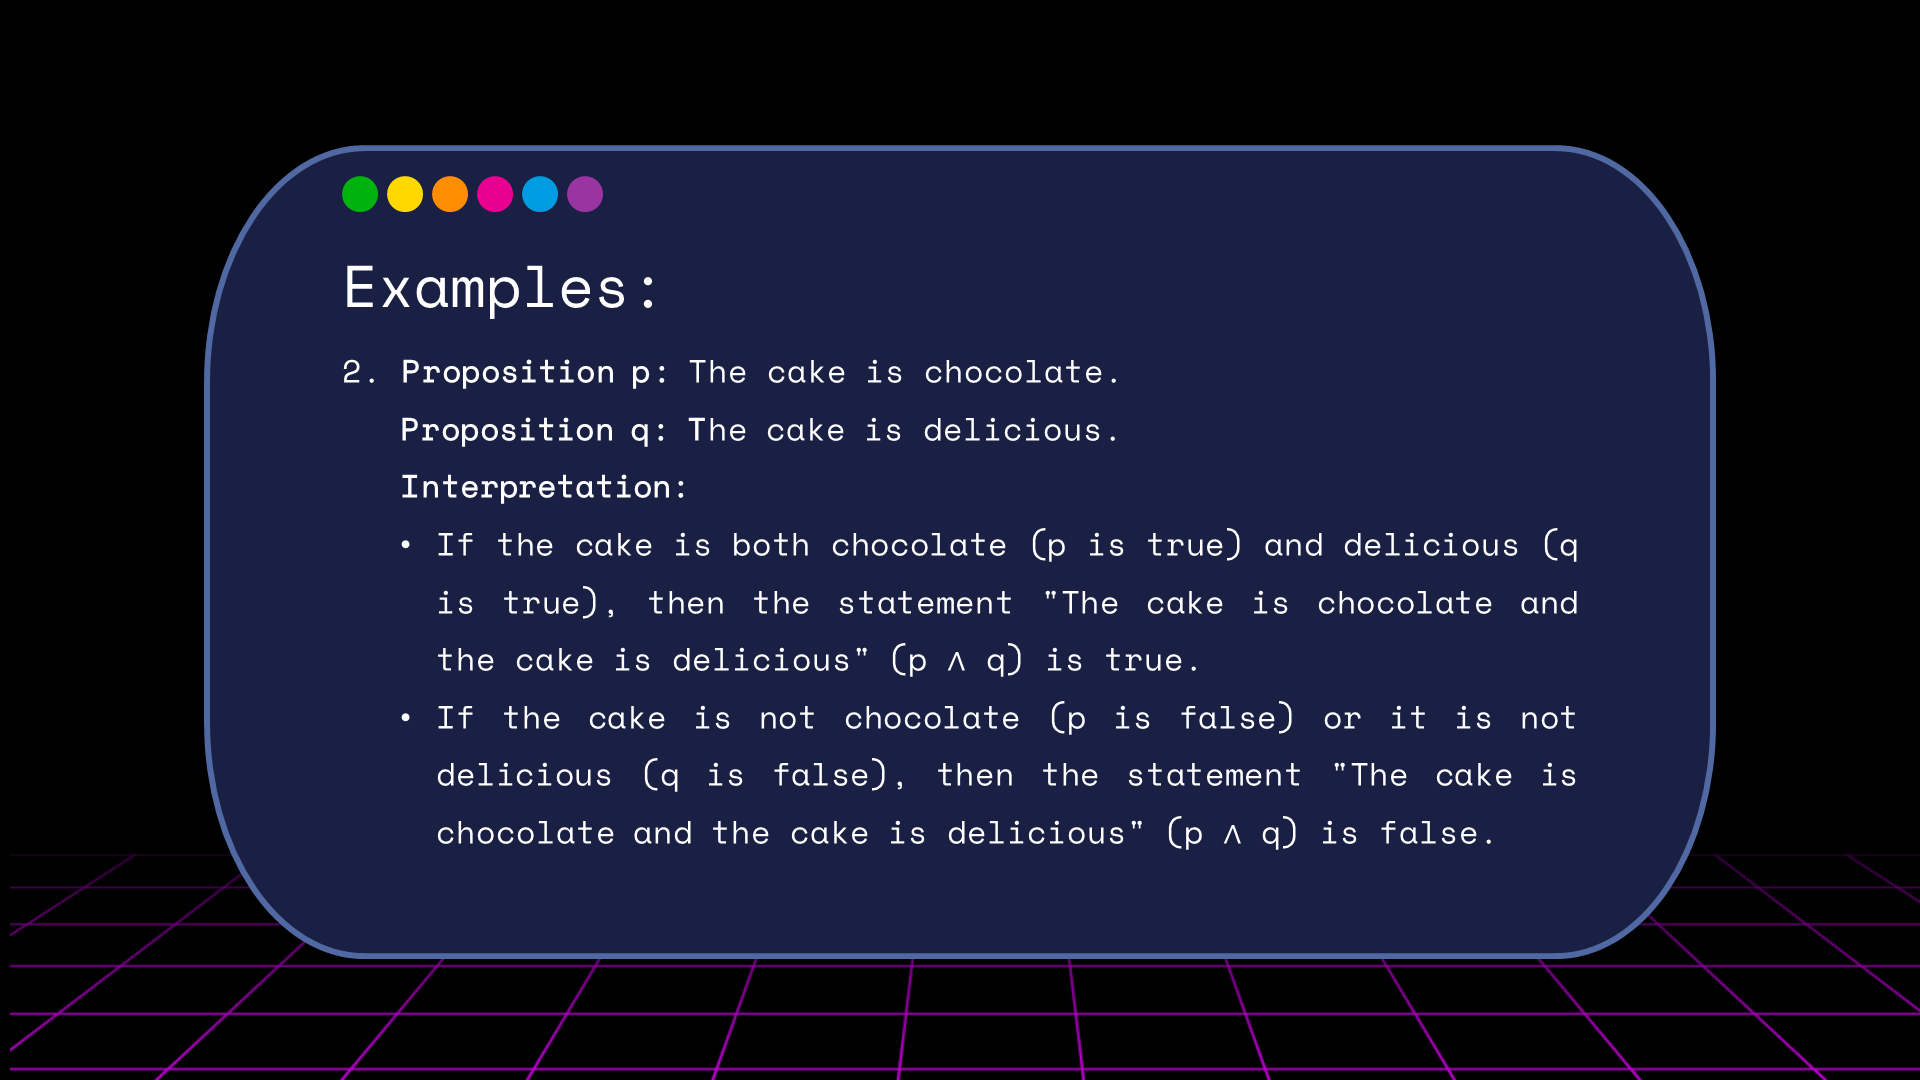 Examples:
2. Proposition p: The cake is chocolate.
Proposition q: The cake is delicious.
Interpretation:
• If the cake is both chocolate (p is true) and delicious (q
is true), then the statement "The cake is chocolate and
the cake is delicious" (p ∧ q) is true.
• If the cake is not chocolate (p is false) or it is not
delicious (q is false), then the statement "The cake is
chocolate and the cake is delicious" (p ∧ q) is false.